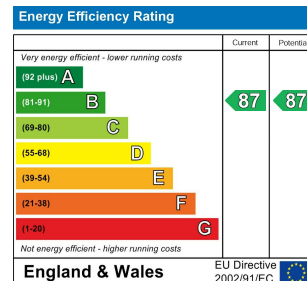 Energy Efficiency Rating
Current Potentia
Very energy efficient - lower running costs
(92 plus) A
(81-91) B 87 87
(69-80) C
(55-68) D
(39-54) E
(21-38) F
(1-20) G
Not energy efficient - higher running costs
England & Wales
EU Directive
2002/91/EC